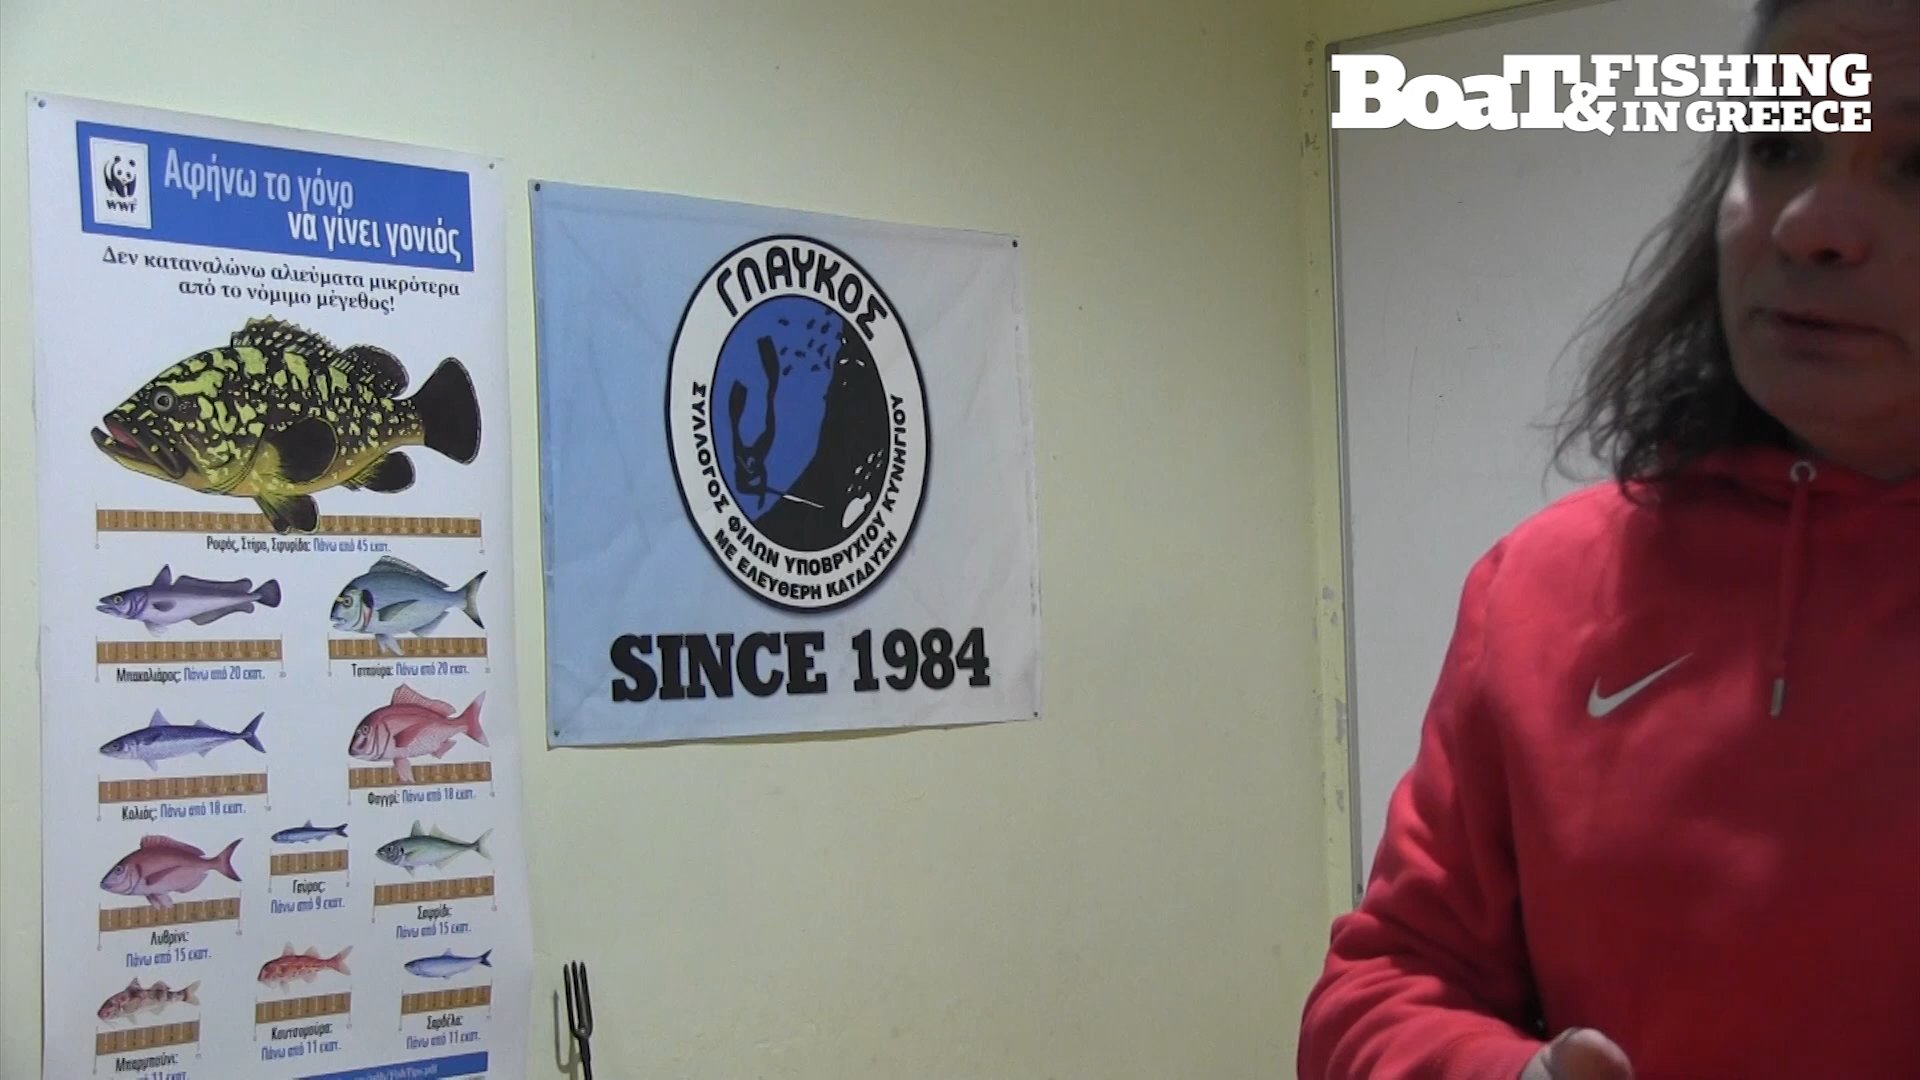 BOAT & FISHING
IN GREECE
WWF
Αφήνω το γόνο
να γίνει γονιός
Δεν καταναλώνω αλιεύματα μικρότερα
από το νόμιμο μέγεθος!
Ροφός, Στήρα, Σφυρίδα: Πάνω από 45 εκατ.
Μπακαλιάρος: Πάνω από 20 εκατ.
Τσιπούρα: Πάνω από 20 εκατ.
Κολιός: Πάνω από 18 εκατ.
Φαγγρί: Πάνω από 18 εκατ.
Γαύρος:
Πάνω από 9 εκατ.
Σαφρίδι:
Πάνω από 15 εκατ.
Λυθρίνι:
Πάνω από 15 εκατ.
Κουτσομούρα:
Πάνω από 11 εκατ.
Σαρδέλα:
Πάνω από 11 εκατ.
Μπαρμπούνι:
από 11 εκατ.
ΓΛΑΥΚΟΣ
ΣΥΛΛΟΓΟΣ ΦΙΛΩΝ ΥΠΟΒΡΥΧΙΟΥ ΚΥΝΗΓΙΟΥ
ΜΕ ΕΛΕΥΘΕΡΗ ΚΑΤΑΔΥΣΗ
SINCE 1984